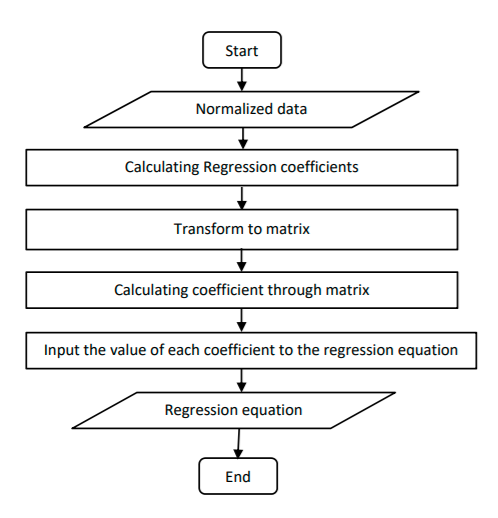 Start
Normalized data
Calculating Regression coefficients
Transform to matrix
Calculating coefficient through matrix
Input the value of each coefficient to the regression equation
Regression equation
End